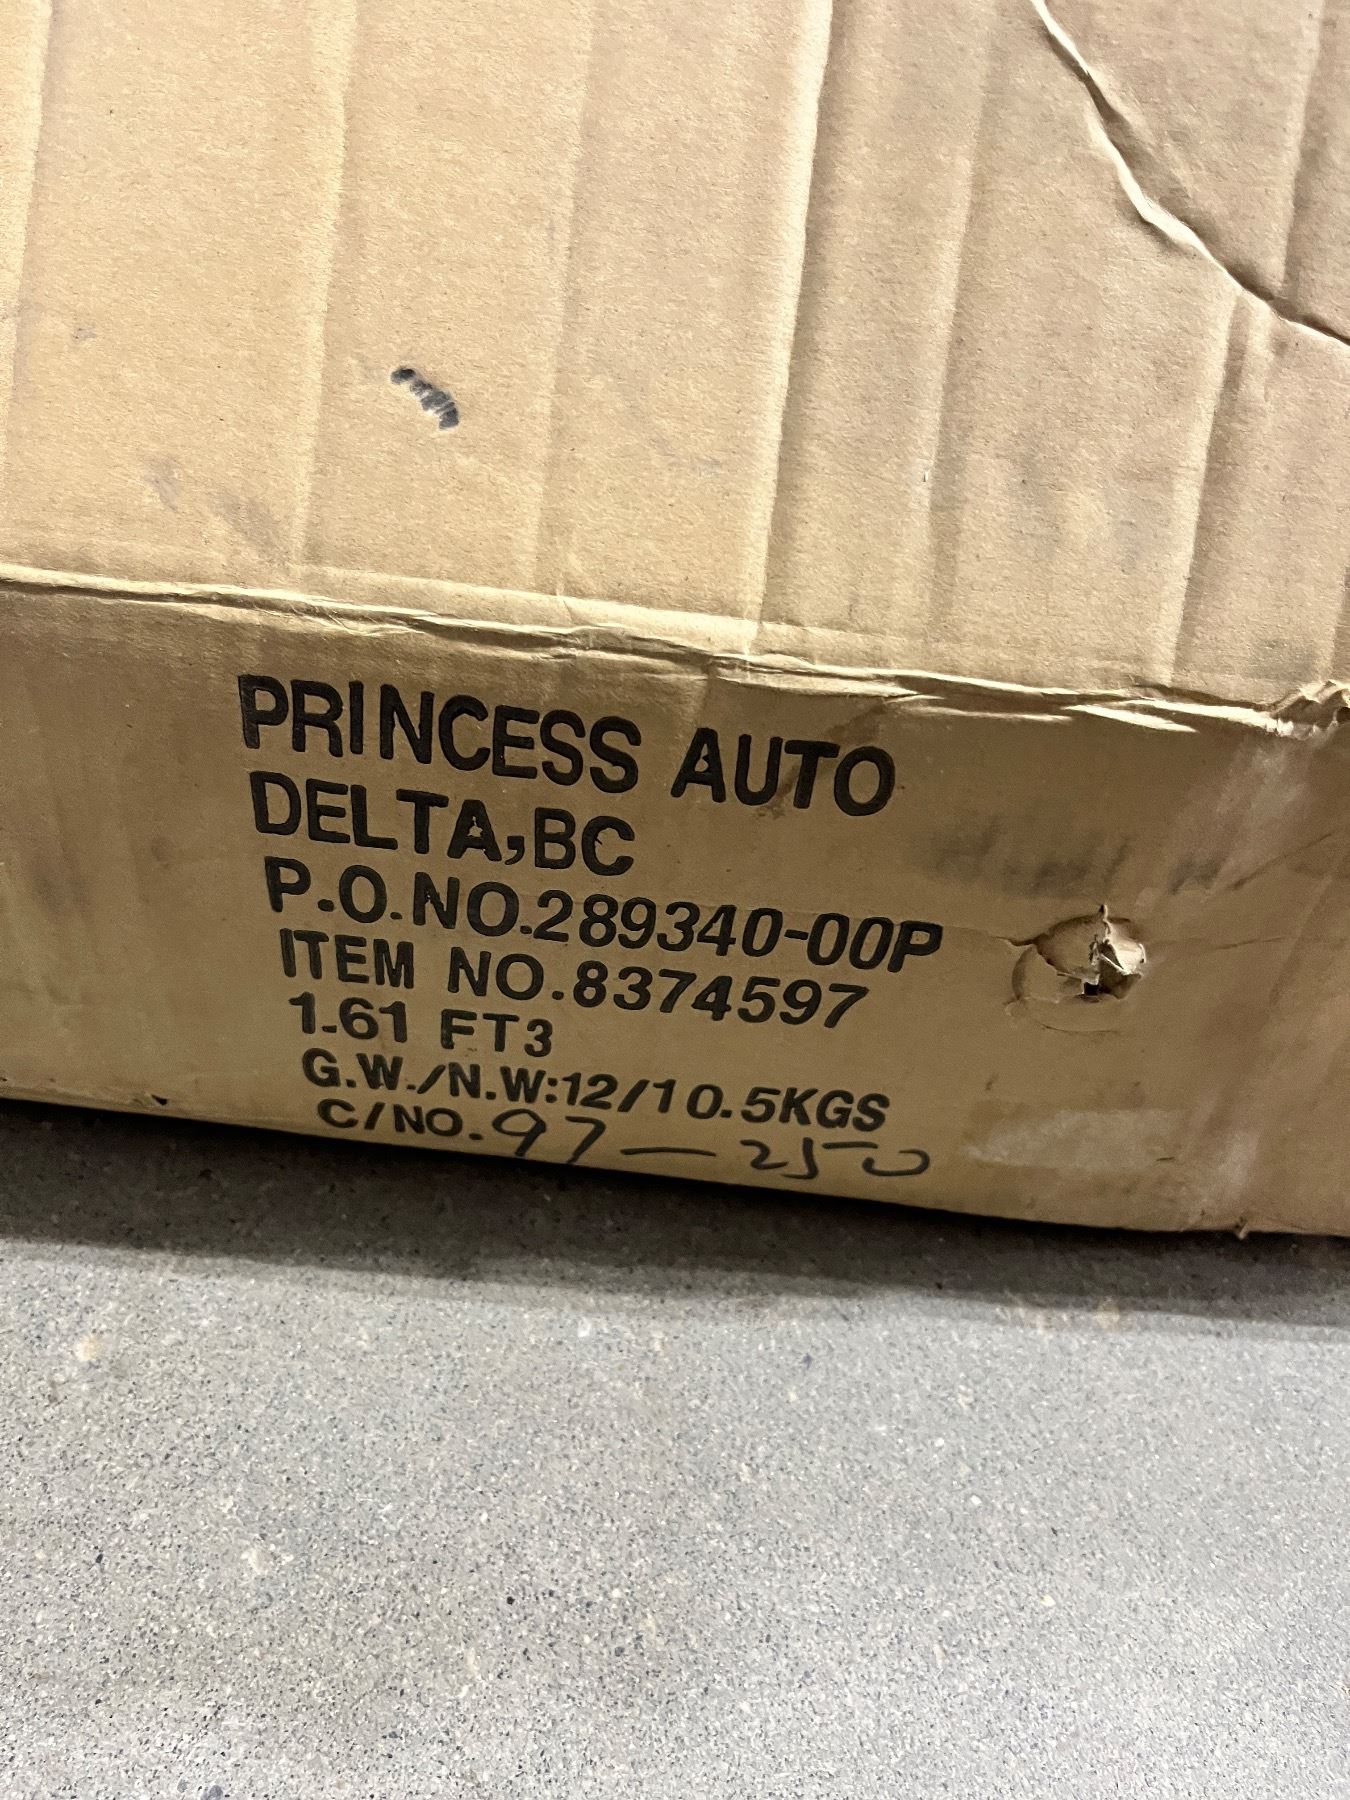 PRINCESS AUTO
DELTA,BC
P.O.NO.289340-00P
ITEM NO.8374597
1.61 FT3
G.W./N.W:12/10.5KGS
C/NO.97-250